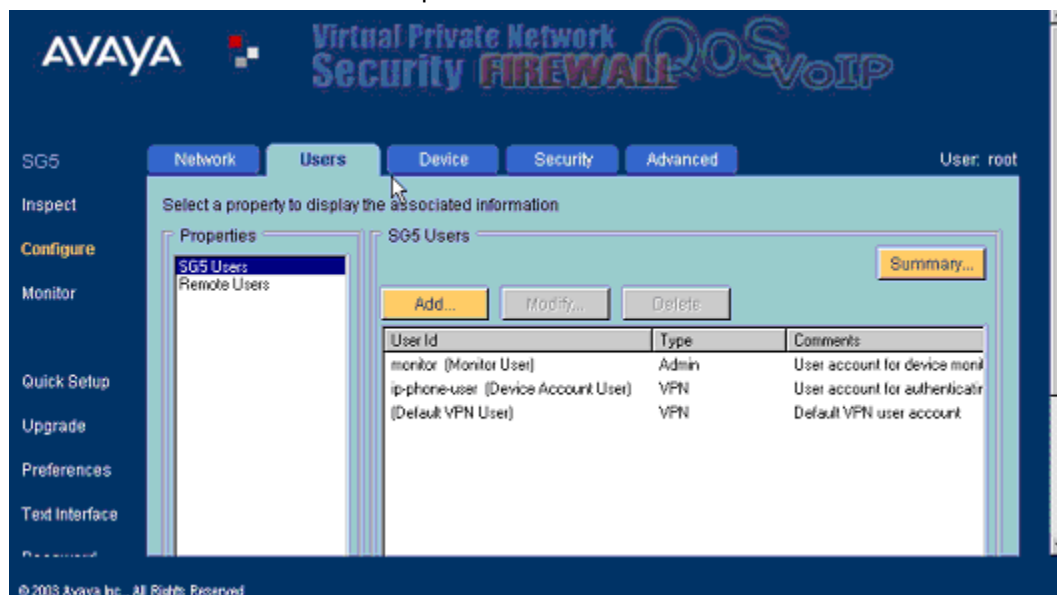 AVAYA
Virtual Private Network
Security FIREWALL QoS VoIP
SG5
Network Users Device Security Advanced
User: root
Inspect
Configure
Monitor
Quick Setup
Upgrade
Preferences
Text Interface
Select a property to display the associated information
Properties
SG5 Users
Remote Users
SG5 Users
Summary...
Add... Modify... Delete
User Id Type Comments
monitor (Monitor User) Admin User account for device moni
ip-phone-user (Device Account User) VPN User account for authenticatin
(Default VPN User) VPN Default VPN user account
© 2003 Avaya Inc. All Rights Reserved